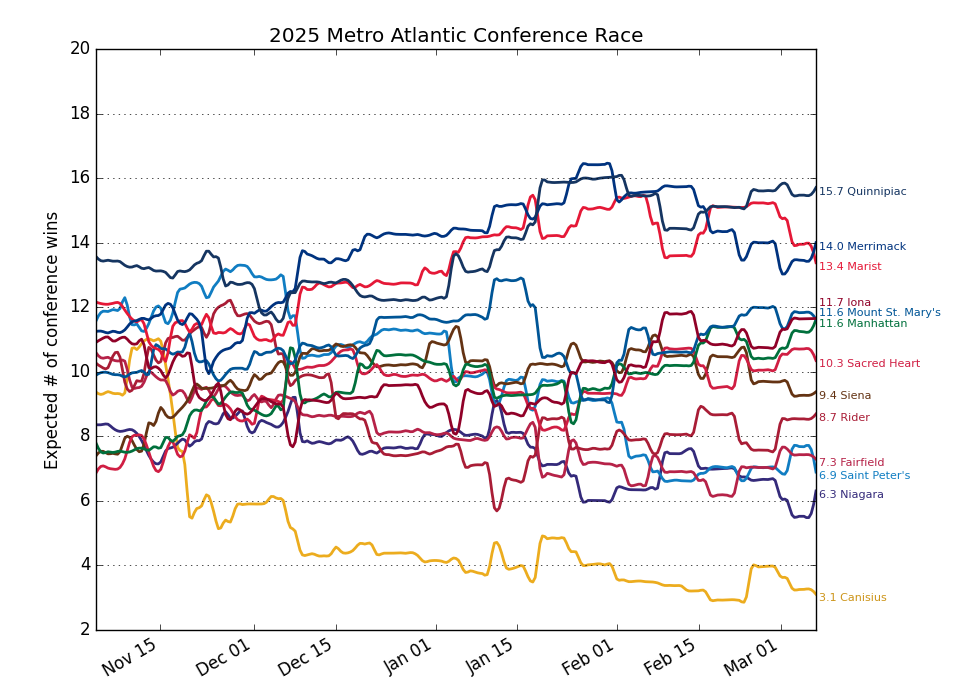 2025 Metro Atlantic Conference Race
Expected # of conference wins
20
18
16
14
12
10
8
6
4
2
15.7 Quinnipiac
14.0 Merrimack
13.4 Marist
11.7 Iona
11.6 Mount St. Mary's
11.6 Manhattan
10.3 Sacred Heart
9.4 Siena
8.7 Rider
7.3 Fairfield
6.9 Saint Peter's
6.3 Niagara
3.1 Canisius
Nov 15
Dec 01
Dec 15
Jan 01
Jan 15
Feb 01
Feb 15
Mar 01